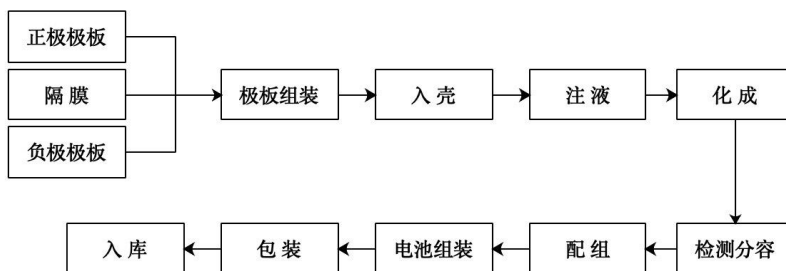 正极极板
隔 膜
负极极板
极板组装
入 壳
注 液
化 成
检测分容
配 组
电池组装
包 装
入 库